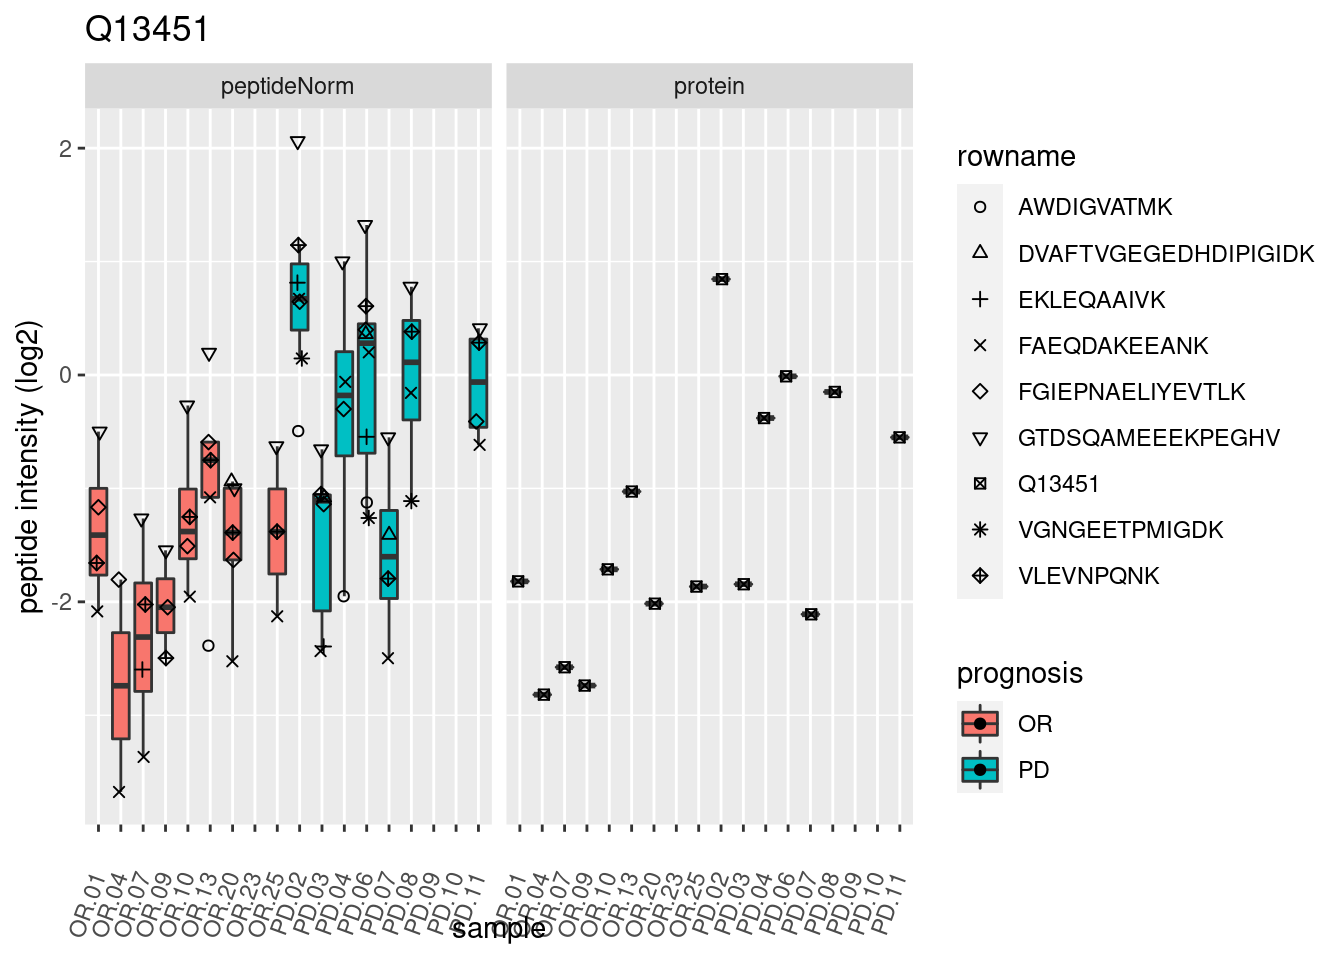 Q13451
peptideNorm
protein
2
0
-2
peptide intensity (log2)
OR.01
OR.04
OR.07
OR.09
OR.10
OR.13
OR.20
OR.23
OR.25
PD.02
PD.03
PD.04
PD.06
PD.07
PD.08
PD.09
PD.10
PD.11
OR.01
OR.04
OR.07
OR.09
OR.10
OR.13
OR.20
OR.23
OR.25
PD.02
PD.03
PD.04
PD.06
PD.07
PD.08
PD.09
PD.10
PD.11
sample
rowname
AWDIGVATMK
DVAFTVGEGEDHDIPIGIDK
EKLEQAAIVK
FAEQDAKEEANK
FGIEPNAELIYEVTLK
GTDSQAMEEEKPEGHV
Q13451
VGNGEETPMIGDK
VLEVNPQNK
prognosis
OR
PD